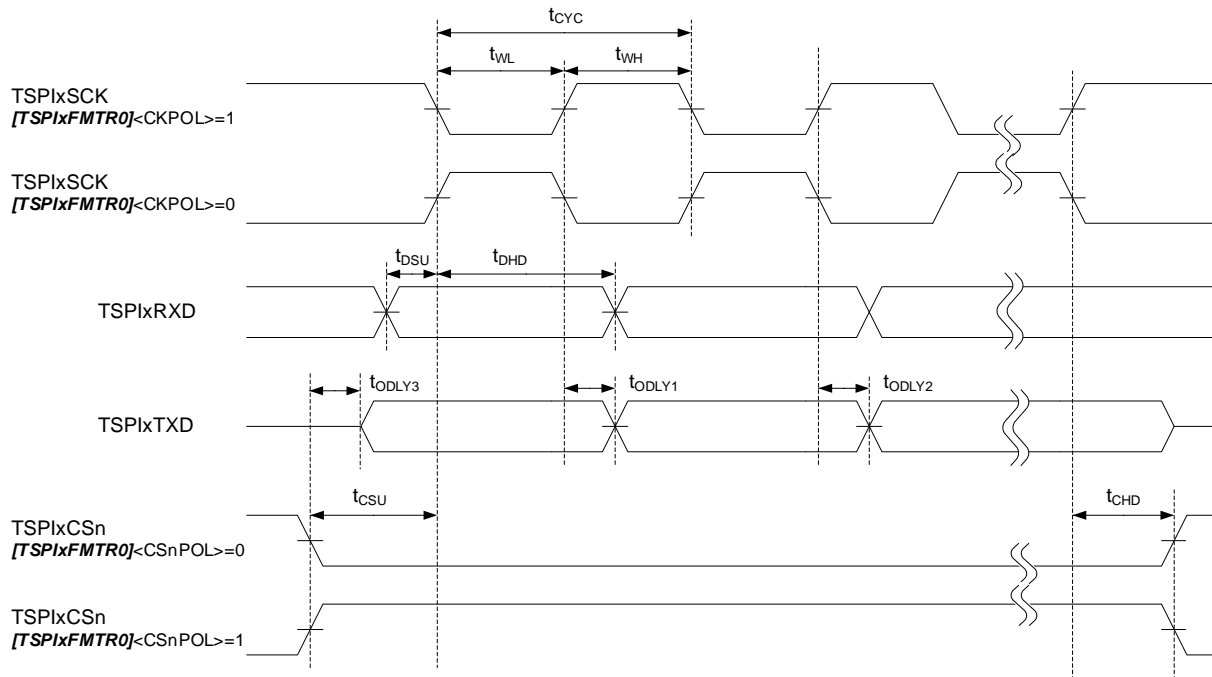 tCYC
tWL
tWH
TSPIxSCK
[TSPIxFMTR0]<CKPOL>=1
TSPIxSCK
[TSPIxFMTR0]<CKPOL>=0
tDSU
tDHD
TSPIxRXD
tODLY3
tODLY1
tODLY2
TSPIxTXD
tCSU
tCHD
TSPIxCSn
[TSPIxFMTR0]<CSnPOL>=0
TSPIxCSn
[TSPIxFMTR0]<CSnPOL>=1